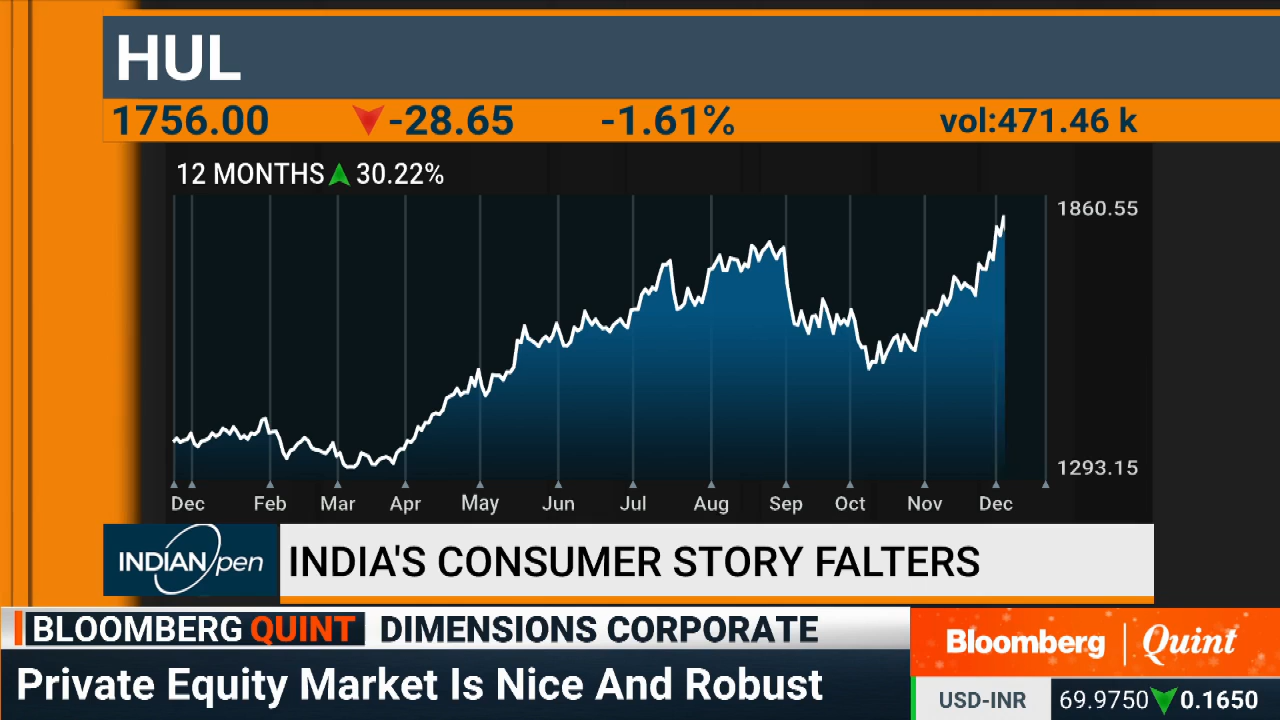 HUL
1756.00 -28.65 -1.61% vol:471.46 k
12 MONTHS 30.22%
1860.55
1293.15
Dec Feb Mar Apr May Jun Jul Aug Sep Oct Nov Dec
INDIAN Open INDIA'S CONSUMER STORY FALTERS
BLOOMBERG QUINT DIMENSIONS CORPORATE
Private Equity Market Is Nice And Robust
Bloomberg | Quint
USD-INR 69.9750 0.1650